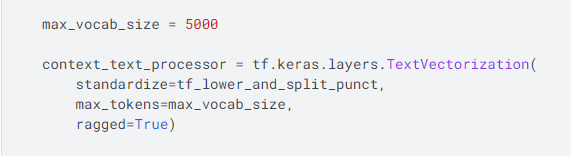 max_vocab_size = 5000
context_text_processor = tf.keras.layers.TextVectorization(
    standardize=tf_lower_and_split_punct,
    max_tokens=max_vocab_size,
    ragged=True)